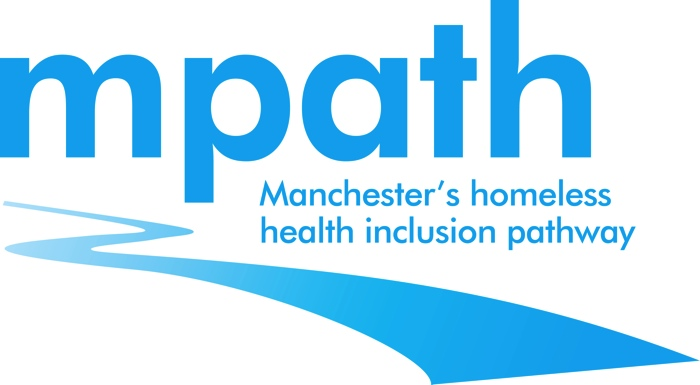 mpath
Manchester’s homeless
health inclusion pathway